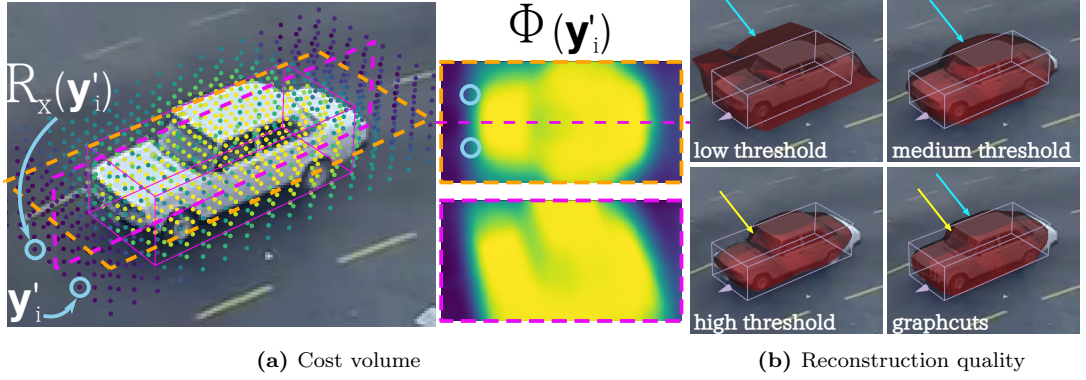 Rₓ(y'ᵢ)
y'ᵢ
Φ(y'ᵢ)
low threshold
medium threshold
high threshold
graphcuts
(a) Cost volume
(b) Reconstruction quality